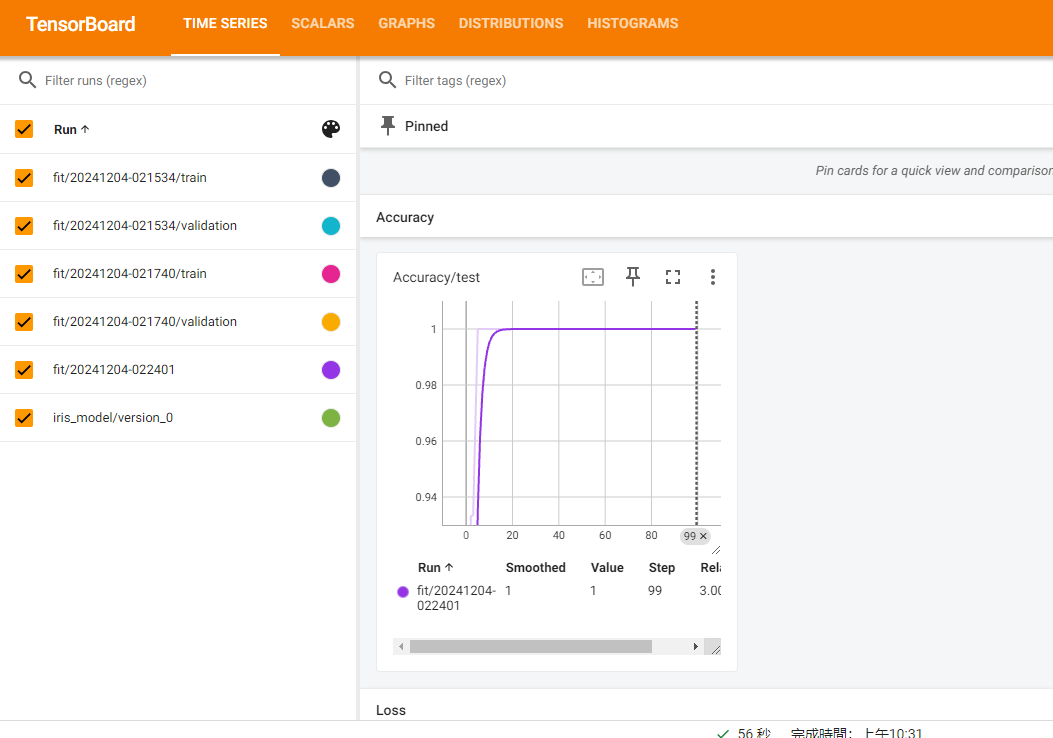 TensorBoard TIME SERIES SCALARS GRAPHS DISTRIBUTIONS HISTOGRAMS
Filter runs (regex)
Run ↑
fit/20241204-021534/train
fit/20241204-021534/validation
fit/20241204-021740/train
fit/20241204-021740/validation
fit/20241204-022401
iris_model/version_0
Filter tags (regex)
Pinned
Pin cards for a quick view and comparison
Accuracy
Accuracy/test
1
0.98
0.96
0.94
0 20 40 60 80 99 ×
Run ↑ Smoothed Value Step Rela
fit/20241204-022401 1 1 99 3.00
Loss
✓ 56 秒 完成時間：上午10:31